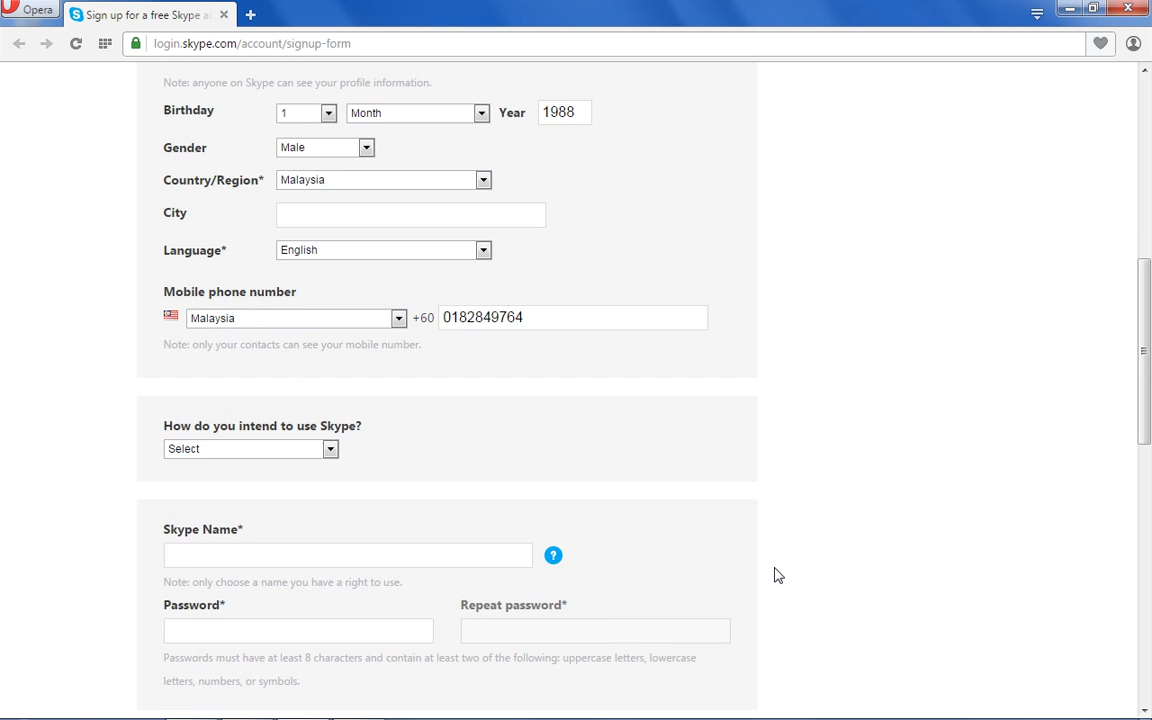 Opera
Sign up for a free Skype a
login.skype.com/account/signup-form
Note: anyone on Skype can see your profile information.
Birthday 1 Month Year 1988
Gender Male
Country/Region* Malaysia
City
Language* English
Mobile phone number
Malaysia +60 0182849764
Note: only your contacts can see your mobile number.
How do you intend to use Skype?
Select
Skype Name*
?
Note: only choose a name you have a right to use.
Password* Repeat password*
Passwords must have at least 8 characters and contain at least two of the following: uppercase letters, lowercase
letters, numbers, or symbols.